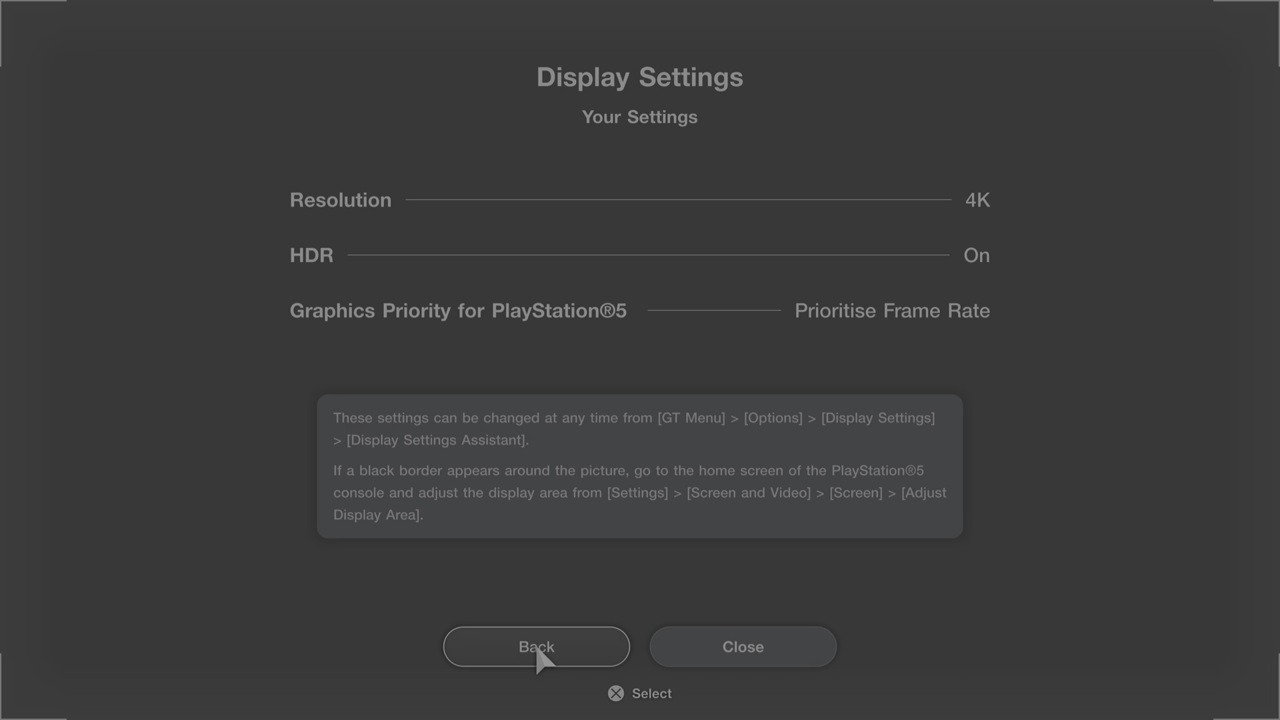 Display Settings
Your Settings
Resolution 4K
HDR On
Graphics Priority for PlayStation®5 Prioritise Frame Rate
These settings can be changed at any time from [GT Menu] > [Options] > [Display Settings]
> [Display Settings Assistant].
If a black border appears around the picture, go to the home screen of the PlayStation®5
console and adjust the display area from [Settings] > [Screen and Video] > [Screen] > [Adjust
Display Area].
Back Close
Select